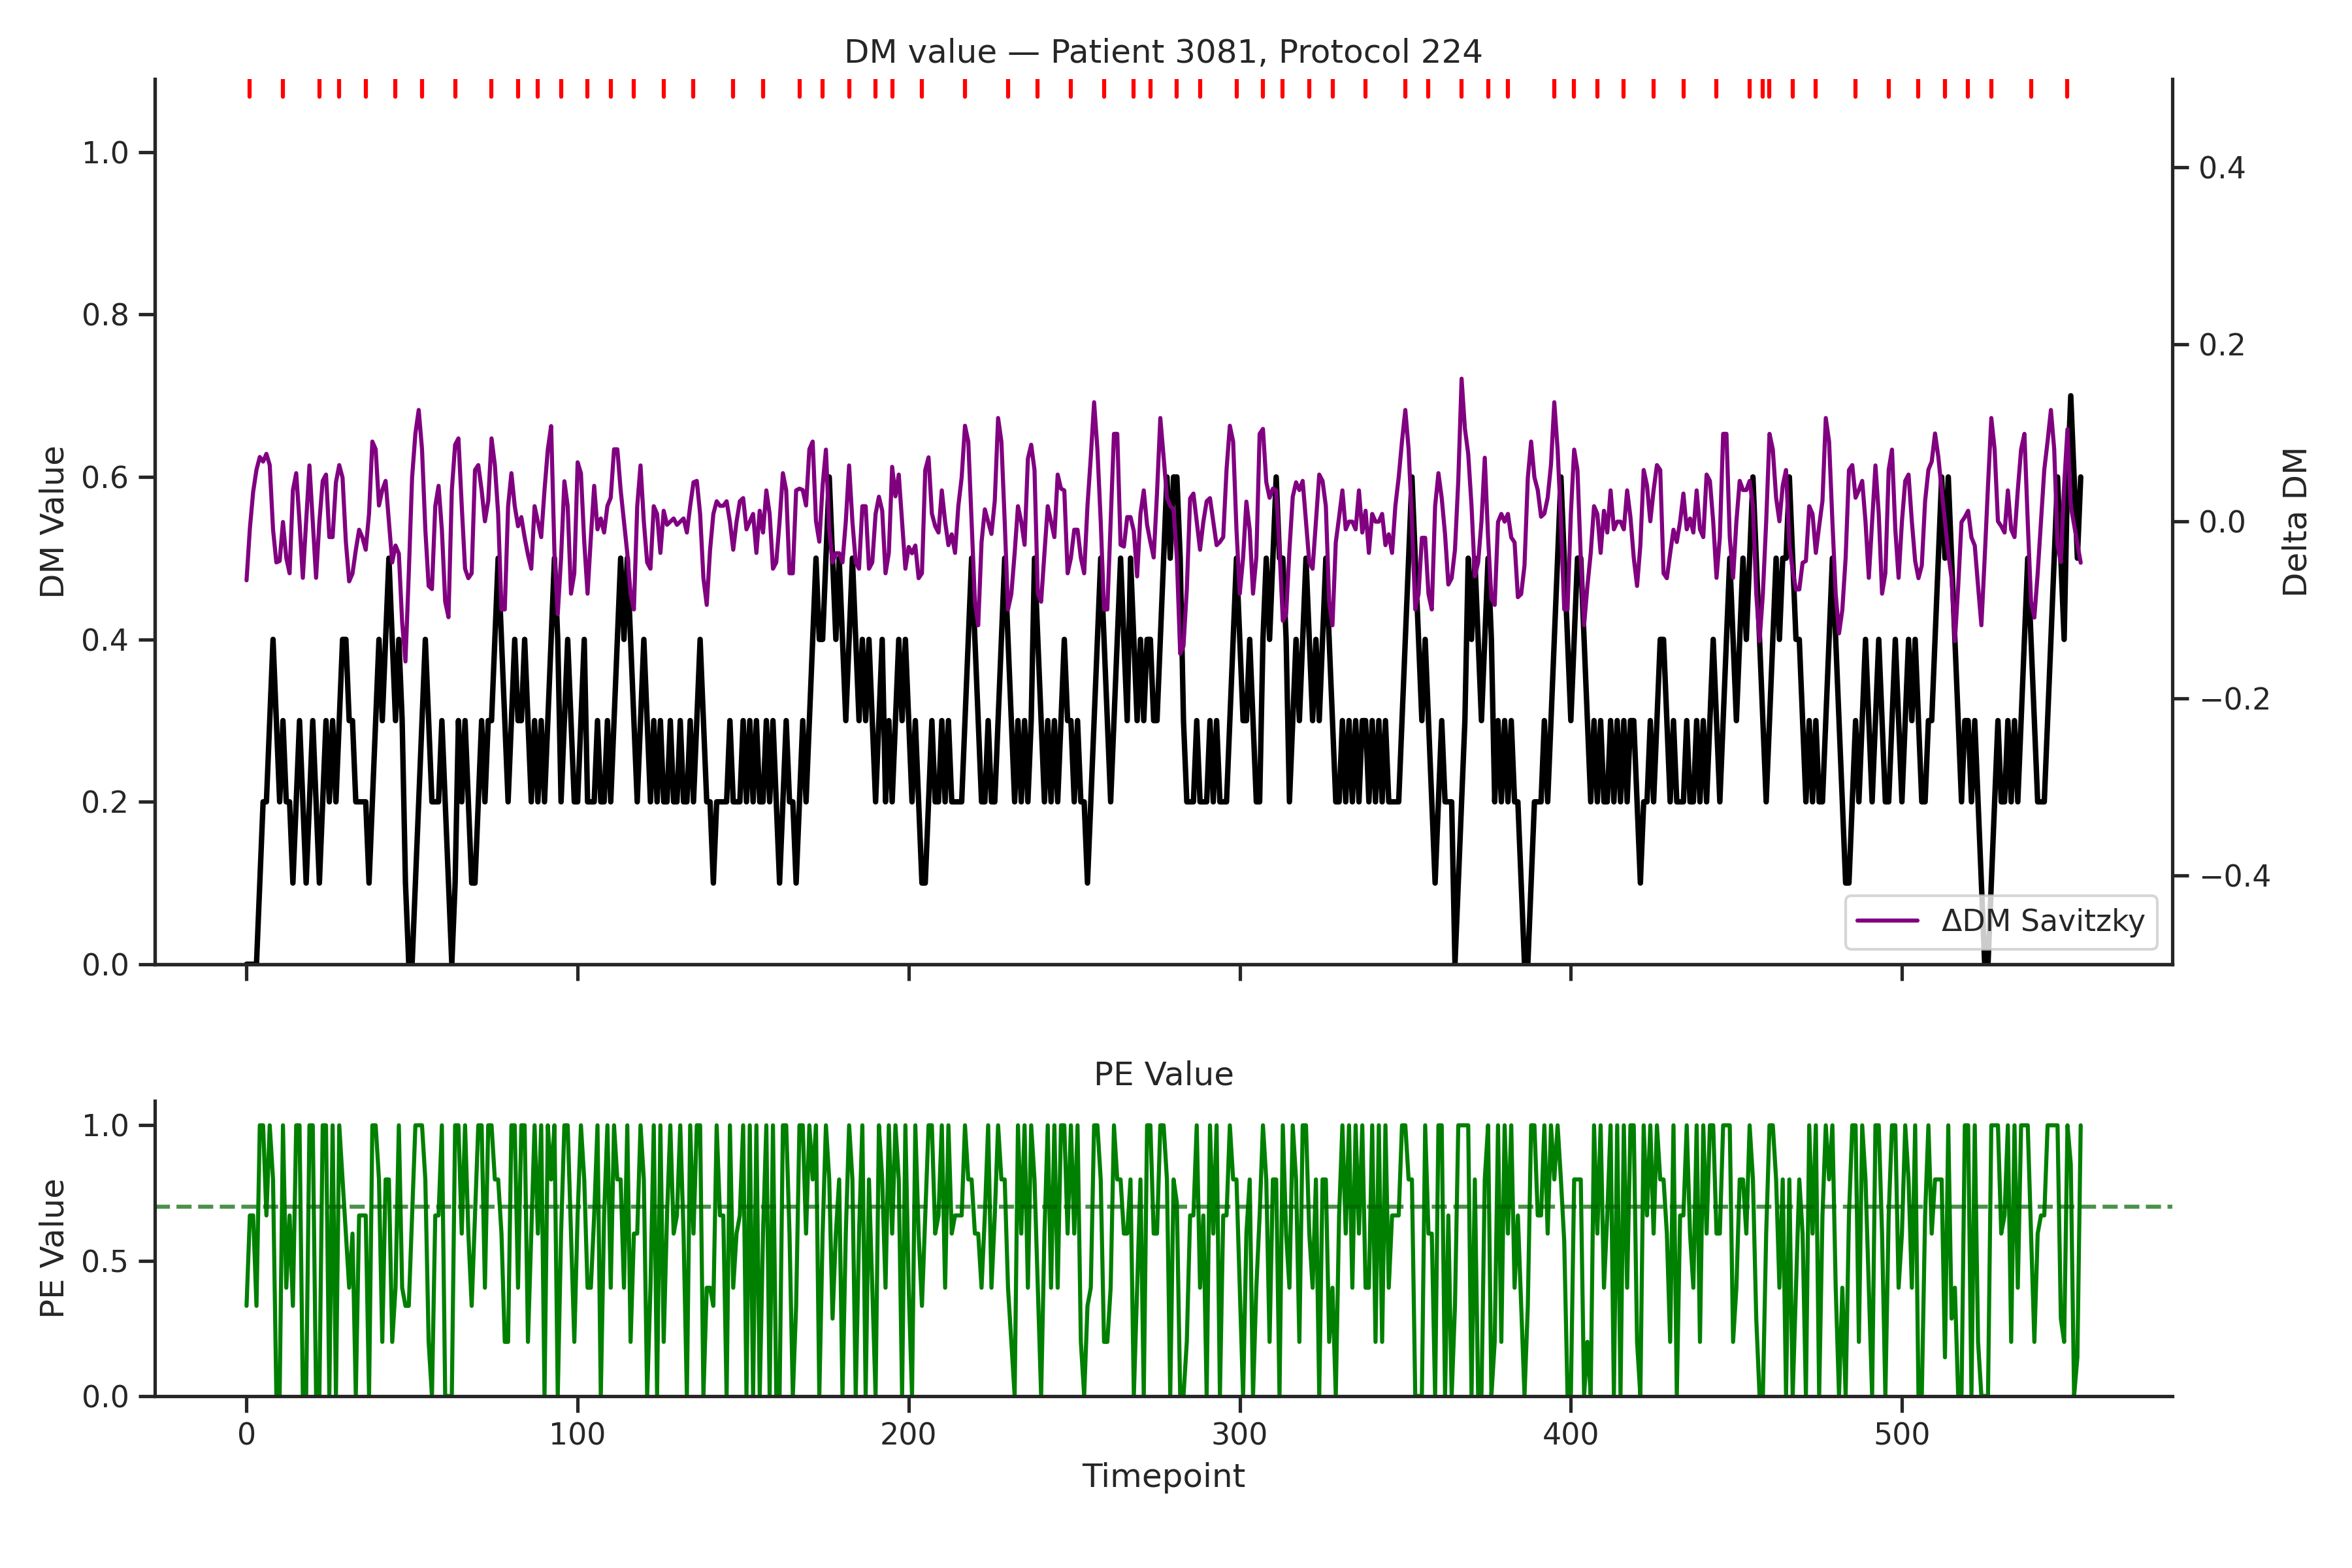 DM value — Patient 3081, Protocol 224
1.0
0.8
0.6
0.4
0.2
0.0
DM Value
0.4
0.2
0.0
−0.2
−0.4
Delta DM
ΔDM Savitzky
PE Value
1.0
0.5
0.0
PE Value
0 100 200 300 400 500
Timepoint